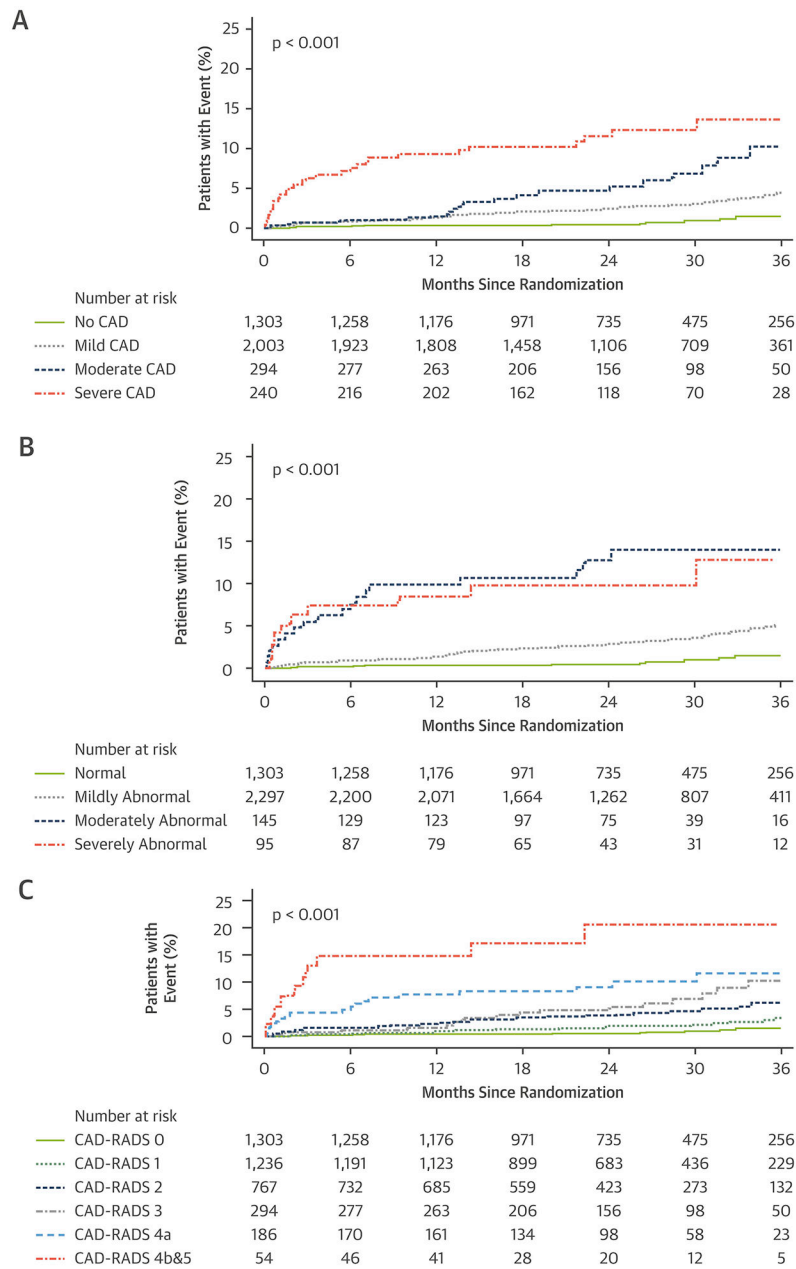 A
p < 0.001
Patients with Event (%)
25
20
15
10
5
0
0 6 12 18 24 30 36
Months Since Randomization
Number at risk
No CAD 1,303 1,258 1,176 971 735 475 256
Mild CAD 2,003 1,923 1,808 1,458 1,106 709 361
Moderate CAD 294 277 263 206 156 98 50
Severe CAD 240 216 202 162 118 70 28
B
p < 0.001
Patients with Event (%)
25
20
15
10
5
0
0 6 12 18 24 30 36
Months Since Randomization
Number at risk
Normal 1,303 1,258 1,176 971 735 475 256
Mildly Abnormal 2,297 2,200 2,071 1,664 1,262 807 411
Moderately Abnormal 145 129 123 97 75 39 16
Severely Abnormal 95 87 79 65 43 31 12
C
p < 0.001
Patients with
Event (%)
25
20
15
10
5
0
0 6 12 18 24 30 36
Months Since Randomization
Number at risk
CAD-RADS 0 1,303 1,258 1,176 971 735 475 256
CAD-RADS 1 1,236 1,191 1,123 899 683 436 229
CAD-RADS 2 767 732 685 559 423 273 132
CAD-RADS 3 294 277 263 206 156 98 50
CAD-RADS 4a 186 170 161 134 98 58 23
CAD-RADS 4b&5 54 46 41 28 20 12 5